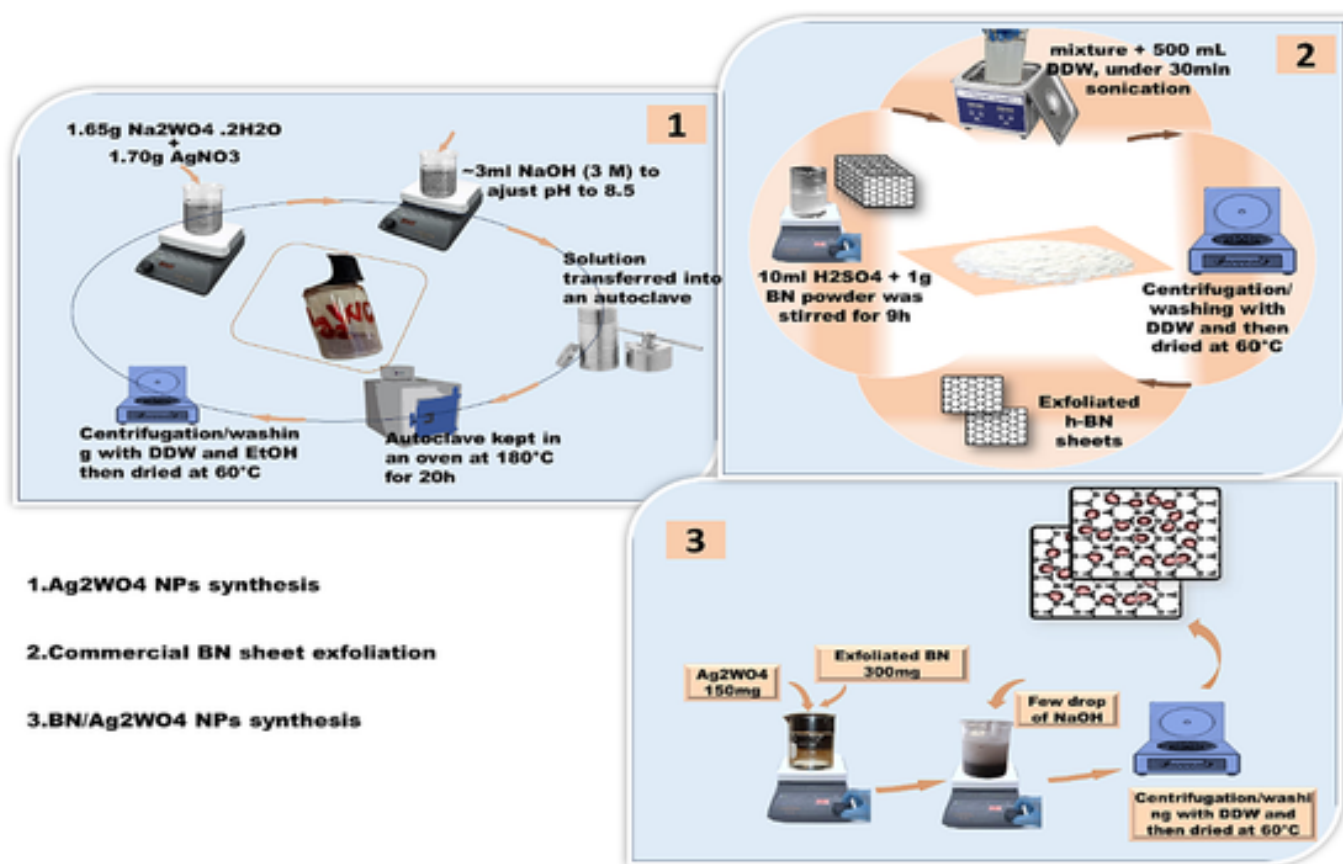 1
1.65g Na2WO4 .2H2O
+
1.70g AgNO3
~3ml NaOH (3 M) to
ajust pH to 8.5
Solution
transferred into
an autoclave
Autoclave kept in
an oven at 180°C
for 20h
Centrifugation/washin
g with DDW and EtOH
then dried at 60°C
2
mixture + 500 mL
DDW, under 30min
sonication
10ml H2SO4 + 1g
BN powder was
stirred for 9h
Centrifugation/
washing with
DDW and then
dried at 60°C
Exfoliated
h-BN
sheets
3
Ag2WO4
150mg
Exfoliated BN
300mg
Few drop
of NaOH
Centrifugation/washi
ng with DDW and
then dried at 60°C
1.Ag2WO4 NPs synthesis
2.Commercial BN sheet exfoliation
3.BN/Ag2WO4 NPs synthesis